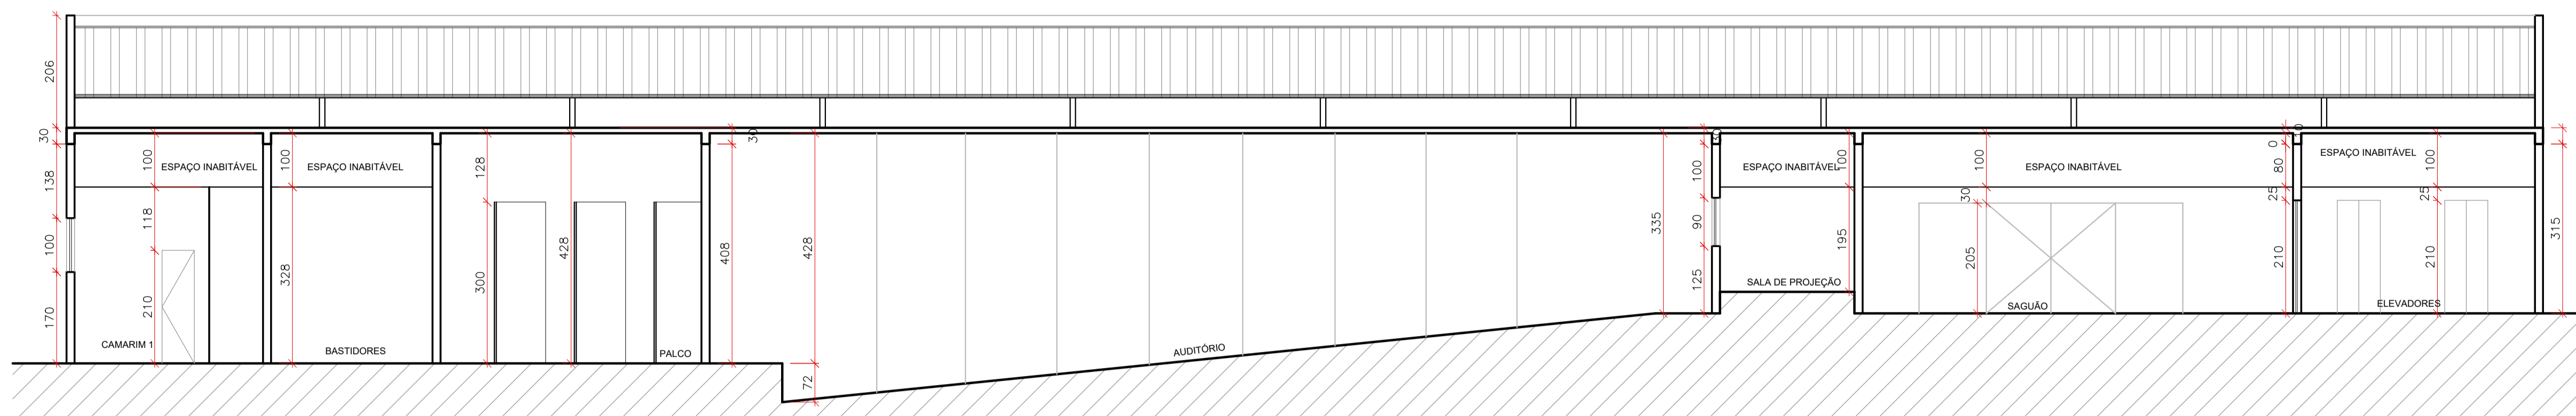 206
30
138
100
170
100
118
210
ESPAÇO INABITÁVEL
CAMARIM 1
100
328
ESPAÇO INABITÁVEL
BASTIDORES
128
300
428
PALCO
30
408
428
72
AUDITÓRIO
335
30
100
90
125
ESPAÇO INABITÁVEL
SALA DE PROJEÇÃO
100
195
100
30
205
ESPAÇO INABITÁVEL
SAGUÃO
0
80
25
210
ESPAÇO INABITÁVEL
100
25
210
ELEVADORES
315